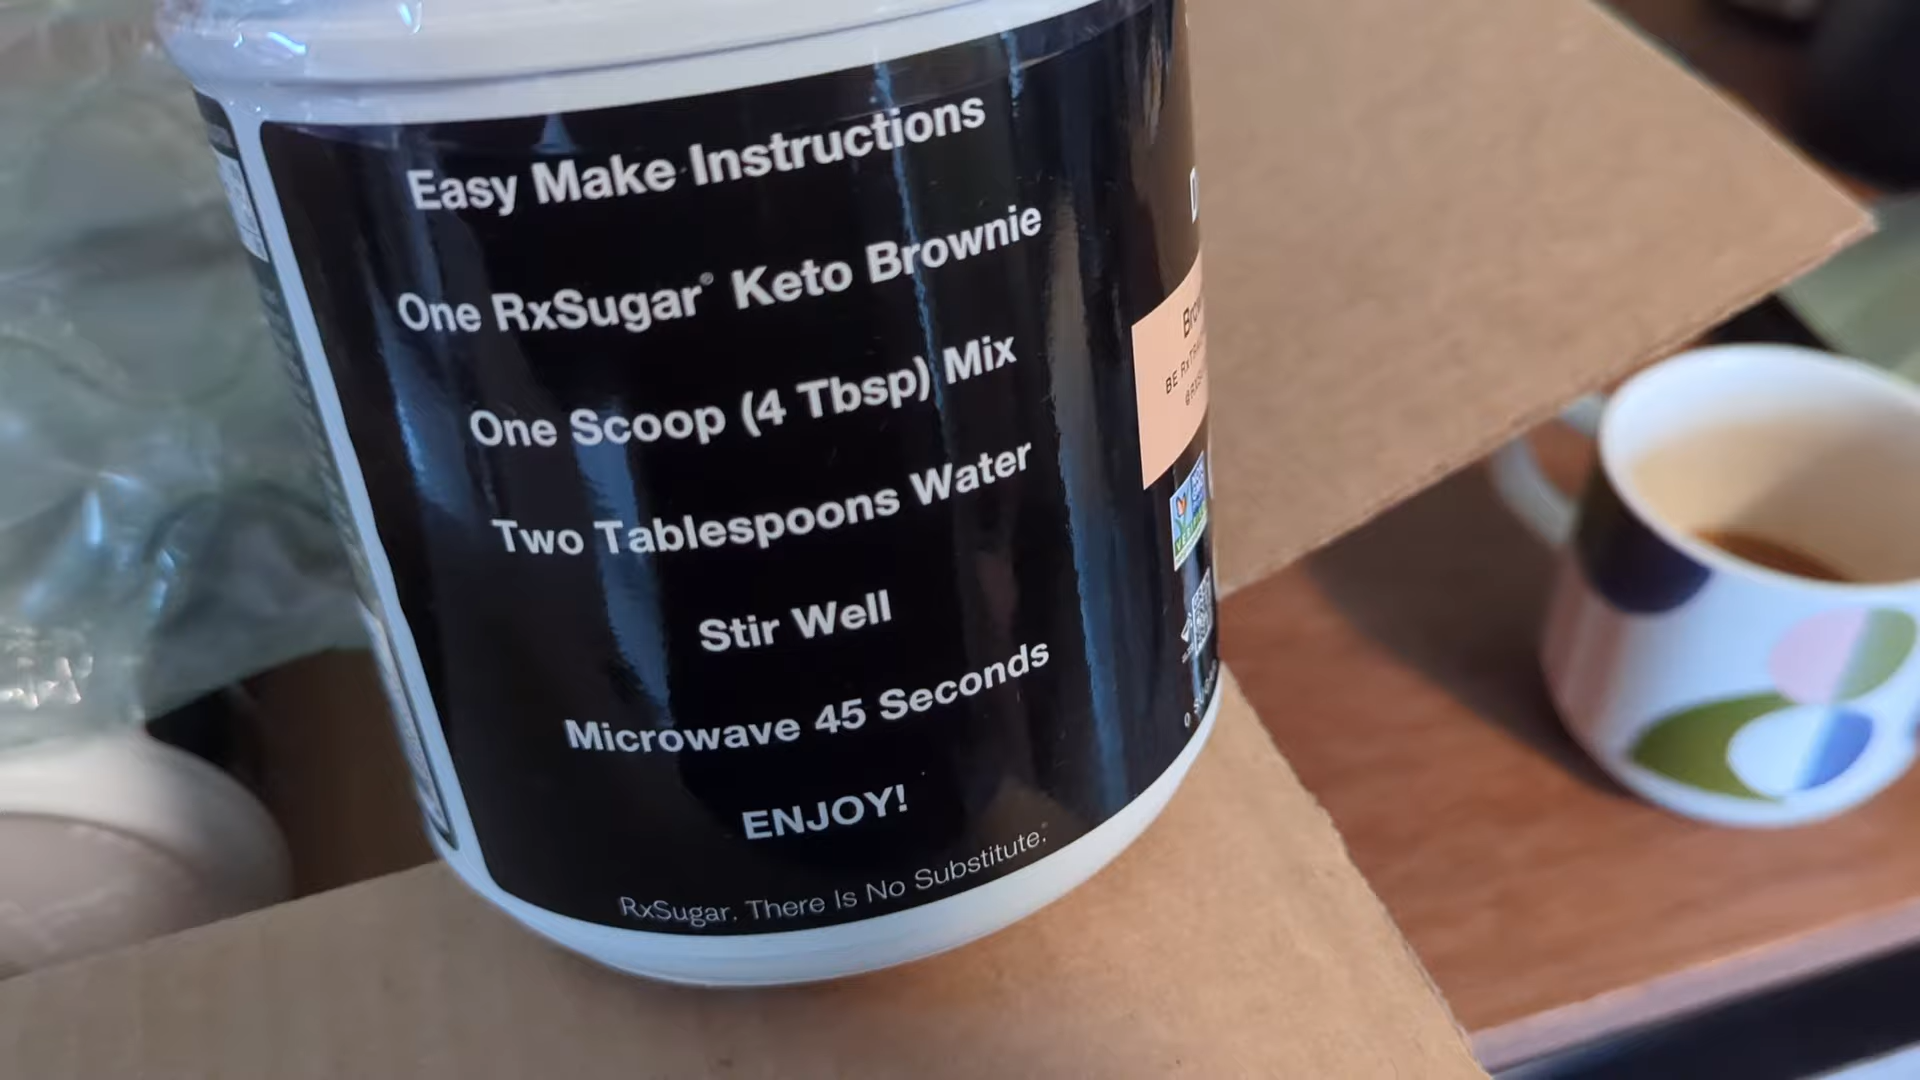 Easy Make Instructions
One RxSugar® Keto Brownie
One Scoop (4 Tbsp) Mix
Two Tablespoons Water
Stir Well
Microwave 45 Seconds
ENJOY!
RxSugar. There Is No Substitute.
BE